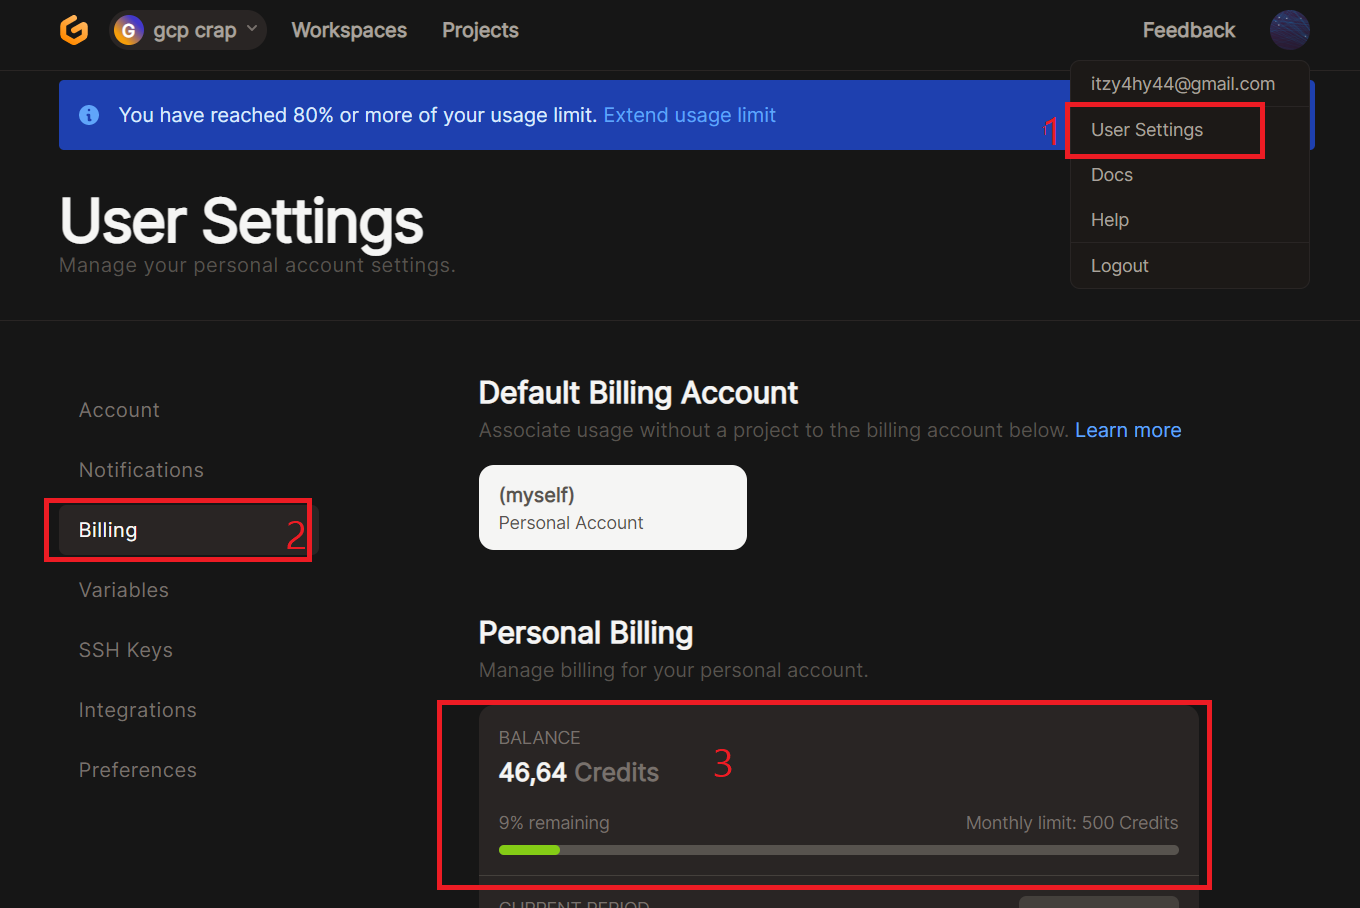 G gcp crap Workspaces Projects Feedback
itzy4hy44@gmail.com
You have reached 80% or more of your usage limit. Extend usage limit
1 User Settings
Docs
Help
Logout
User Settings
Manage your personal account settings.
Account
Notifications
Billing 2
Variables
SSH Keys
Integrations
Preferences
Default Billing Account
Associate usage without a project to the billing account below. Learn more
(myself)
Personal Account
Personal Billing
Manage billing for your personal account.
BALANCE
46,64 Credits 3
9% remaining Monthly limit: 500 Credits
CURRENT PERIOD